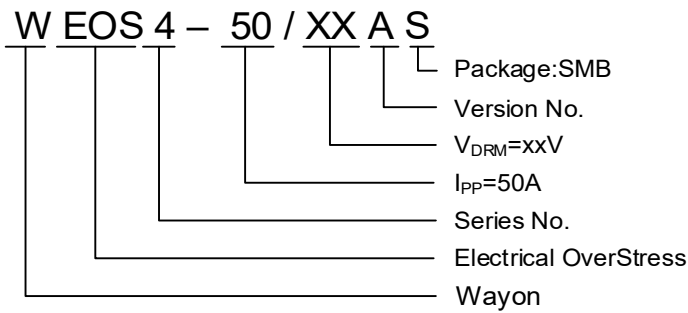 W EOS 4 – 50 / XX A S
Package:SMB
Version No.
VDRM=xxV
IPP=50A
Series No.
Electrical OverStress
Wayon